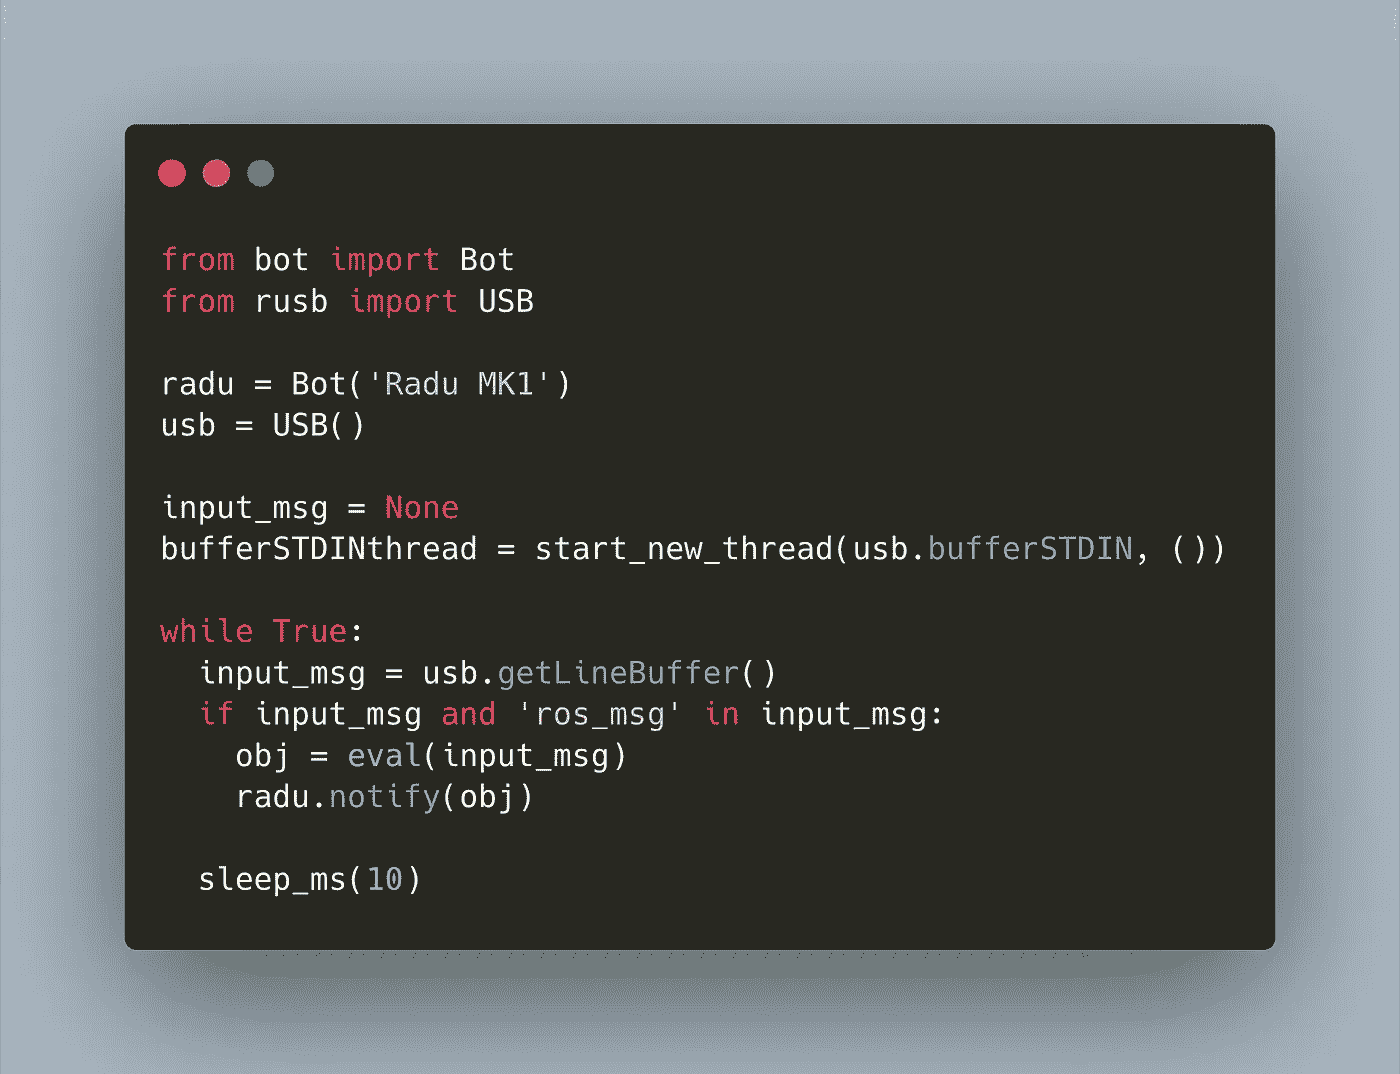 from bot import Bot
from rusb import USB

radu = Bot('Radu MK1')
usb = USB()

input_msg = None
bufferSTDINthread = start_new_thread(usb.bufferSTDIN, ())

while True:
  input_msg = usb.getLineBuffer()
  if input_msg and 'ros_msg' in input_msg:
    obj = eval(input_msg)
    radu.notify(obj)

  sleep_ms(10)